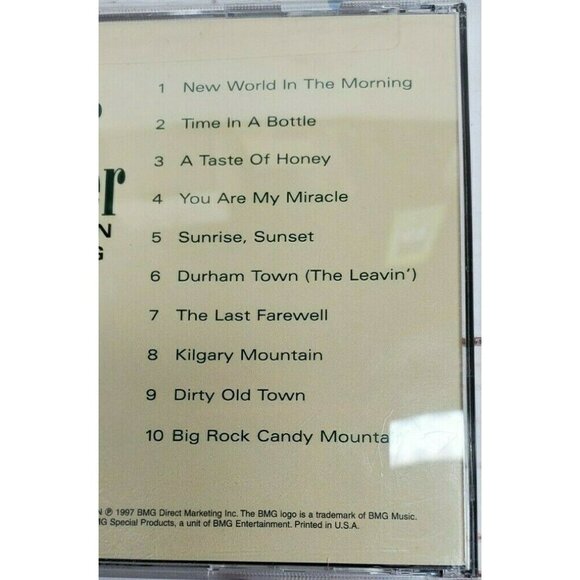 1 New World In The Morning
2 Time In A Bottle
3 A Taste Of Honey
4 You Are My Miracle
5 Sunrise, Sunset
6 Durham Town (The Leavin')
7 The Last Farewell
8 Kilgary Mountain
9 Dirty Old Town
10 Big Rock Candy Mounta
er
N
G
N ℗ 1997 BMG Direct Marketing Inc. The BMG logo is a trademark of BMG Music.
MG Special Products, a unit of BMG Entertainment. Printed in U.S.A.